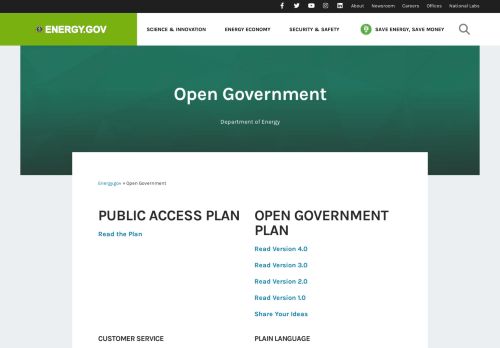 About Newsroom Careers Offices National Labs
ENERGY.GOV SCIENCE & INNOVATION ENERGY ECONOMY SECURITY & SAFETY SAVE ENERGY, SAVE MONEY
Open Government
Department of Energy
Energy.gov » Open Government
PUBLIC ACCESS PLAN
Read the Plan
OPEN GOVERNMENT
PLAN
Read Version 4.0
Read Version 3.0
Read Version 2.0
Read Version 1.0
Share Your Ideas
CUSTOMER SERVICE
PLAIN LANGUAGE